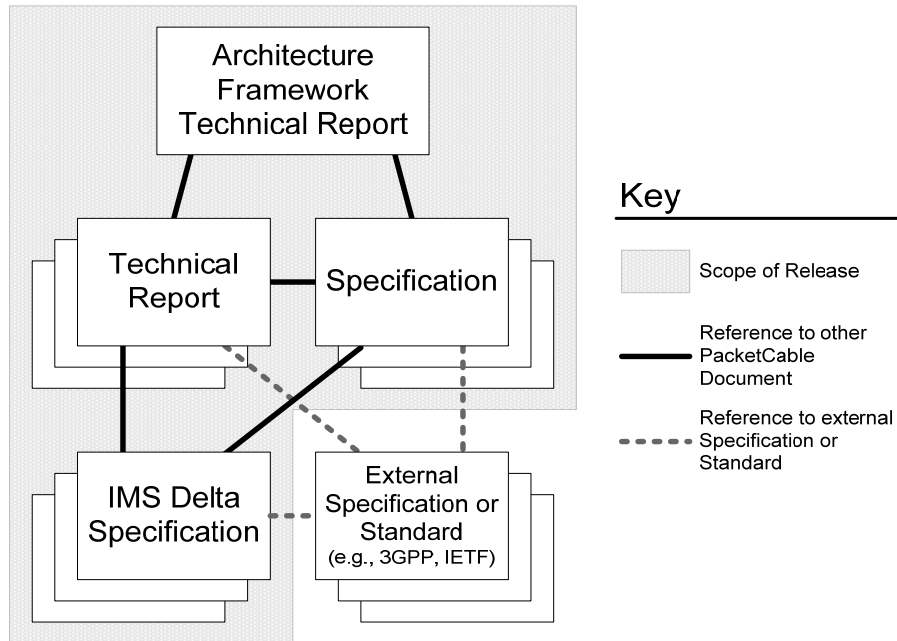 Architecture
Framework
Technical Report
Technical
Report
Specification
IMS Delta
Specification
External
Specification or
Standard
(e.g., 3GPP, IETF)
Key
Scope of Release
Reference to other
PacketCable
Document
Reference to external
Specification or
Standard